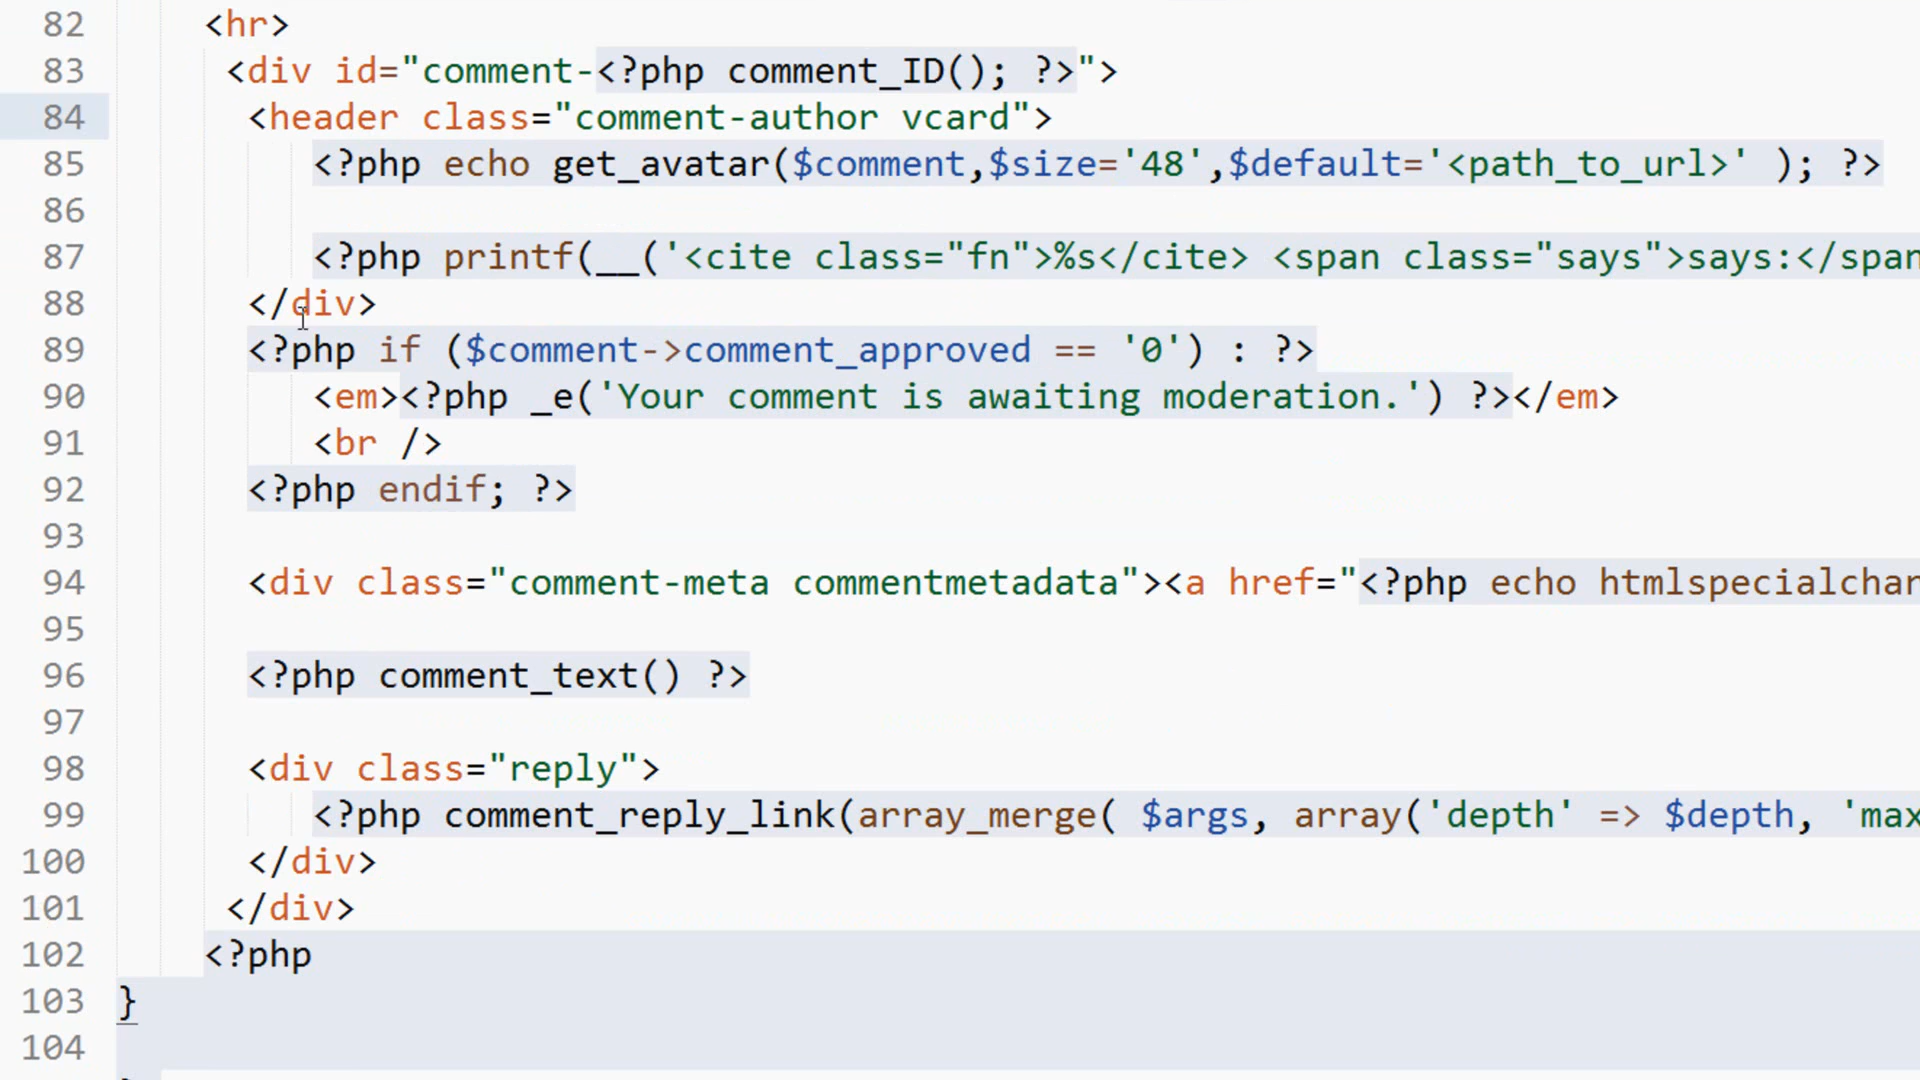 82 <hr>
83 <div id="comment-<?php comment_ID(); ?>">
84 <header class="comment-author vcard">
85 <?php echo get_avatar($comment,$size='48',$default='<path_to_url>' ); ?>
86
87 <?php printf(__('<cite class="fn">%s</cite> <span class="says">says:</span
88 </div>
89 <?php if ($comment->comment_approved == '0') : ?>
90 <em><?php _e('Your comment is awaiting moderation.') ?></em>
91 <br />
92 <?php endif; ?>
93
94 <div class="comment-meta commentmetadata"><a href="<?php echo htmlspecialchar
95
96 <?php comment_text() ?>
97
98 <div class="reply">
99 <?php comment_reply_link(array_merge( $args, array('depth' => $depth, 'max
100 </div>
101 </div>
102 <?php
103 }
104